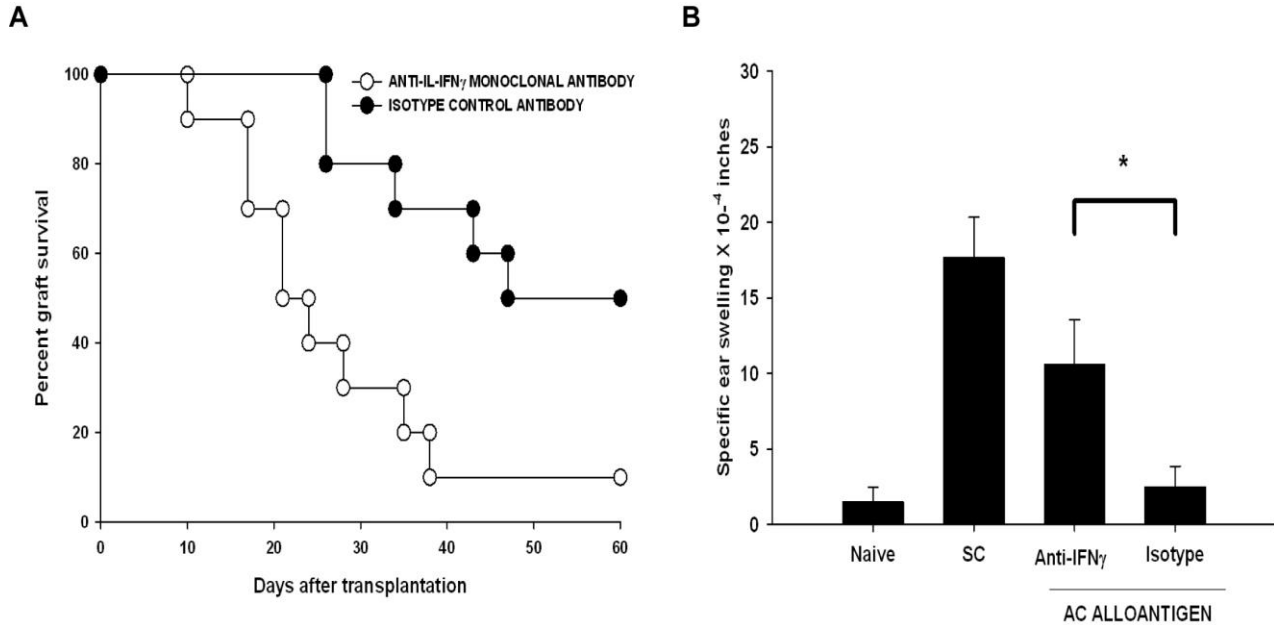 A
100
80
60
40
20
0
Percent graft survival
ANTI-IL-IFNγ MONOCLONAL ANTIBODY
ISOTYPE CONTROL ANTIBODY
0 10 20 30 40 50 60
Days after transplantation
B
30
25
20
15
10
5
0
Specific ear swelling X 10-⁴ inches
*
Naive SC Anti-IFNγ Isotype
AC ALLOANTIGEN